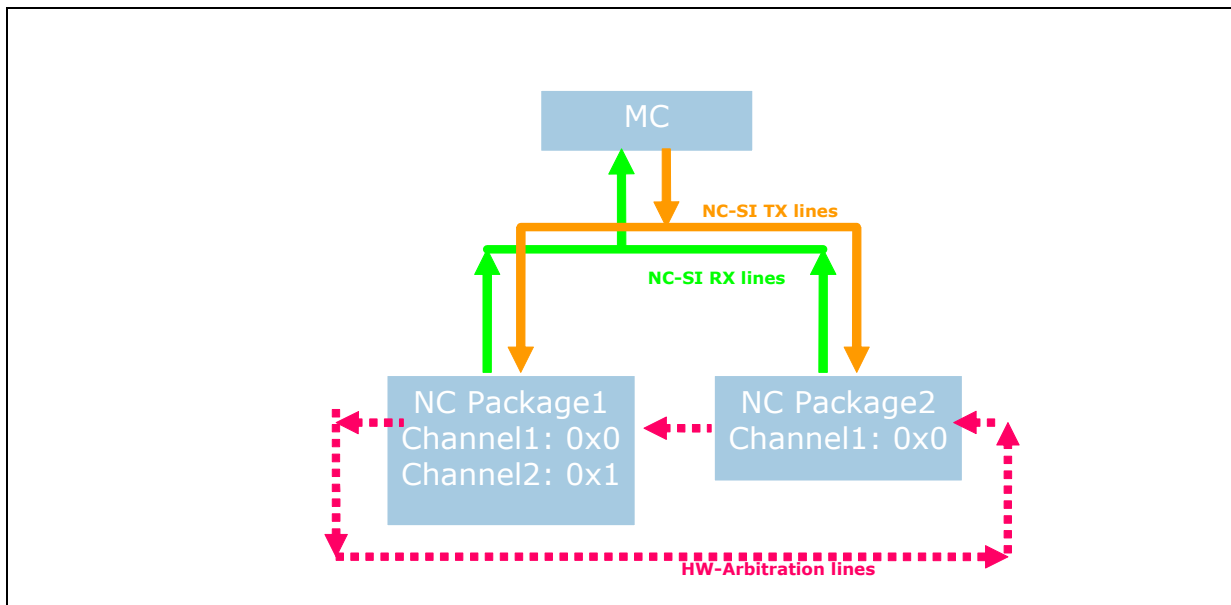 MC
NC-SI TX lines
NC-SI RX lines
NC Package1
Channel1: 0x0
Channel2: 0x1
NC Package2
Channel1: 0x0
HW-Arbitration lines